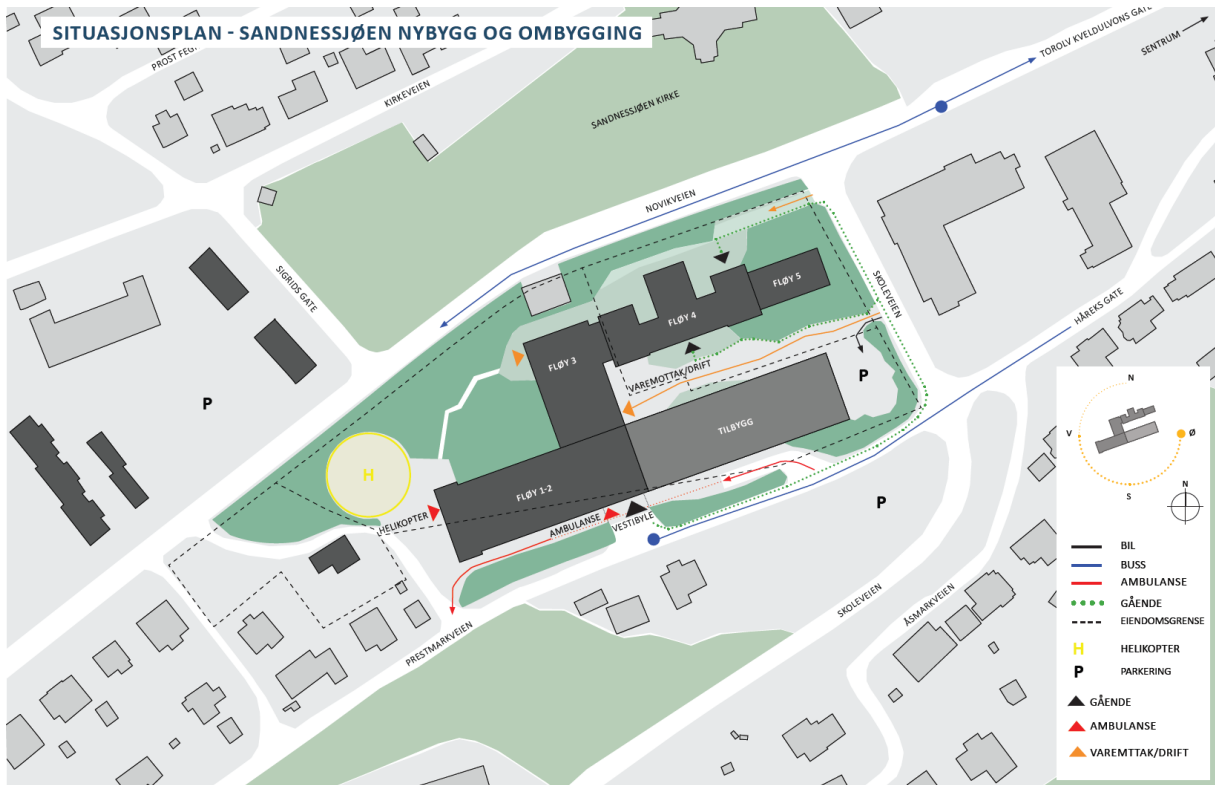 SITUASJONSPLAN - SANDNESSJØEN NYBYGG OG OMBYGGING
TOROLV KVELDULVONS GATE
SENTRUM
KIRKEVEIEN
SANDNESSJØEN KIRKE
NOVIKVEIEN
SIGRIDS GATE
SKOLEVEIEN
HÅREKS GATE
FLØY 5
FLØY 4
FLØY 3
VAREMOTTAK/DRIFT
P
P
TILBYGG
H
FLØY 1-2
HELIKOPTER
AMBULANSE
VESTIBYLE
P
PRESTMARKVEIEN
SKOLEVEIEN
ÅSMARKVEIEN
N
V
Ø
S
N
BIL
BUSS
AMBULANSE
GÅENDE
EIENDOMSGRENSE
H HELIKOPTER
P PARKERING
GÅENDE
AMBULANSE
VAREMTTAK/DRIFT